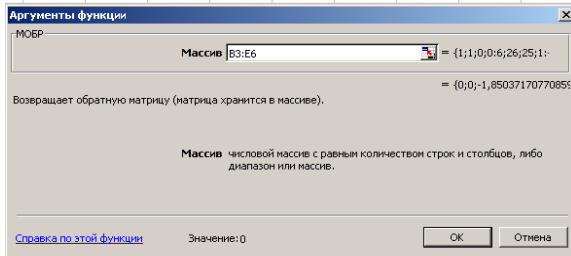 Аргументы функции
МОБР
Массив B3:E6 = {1;1;0;0:6;26;25;1:-
= {0;0;-1,85037170770859
Возвращает обратную матрицу (матрица хранится в массиве).
Массив числовой массив с равным количеством строк и столбцов, либо
диапазон или массив.
Справка по этой функции Значение:0 ОК Отмена